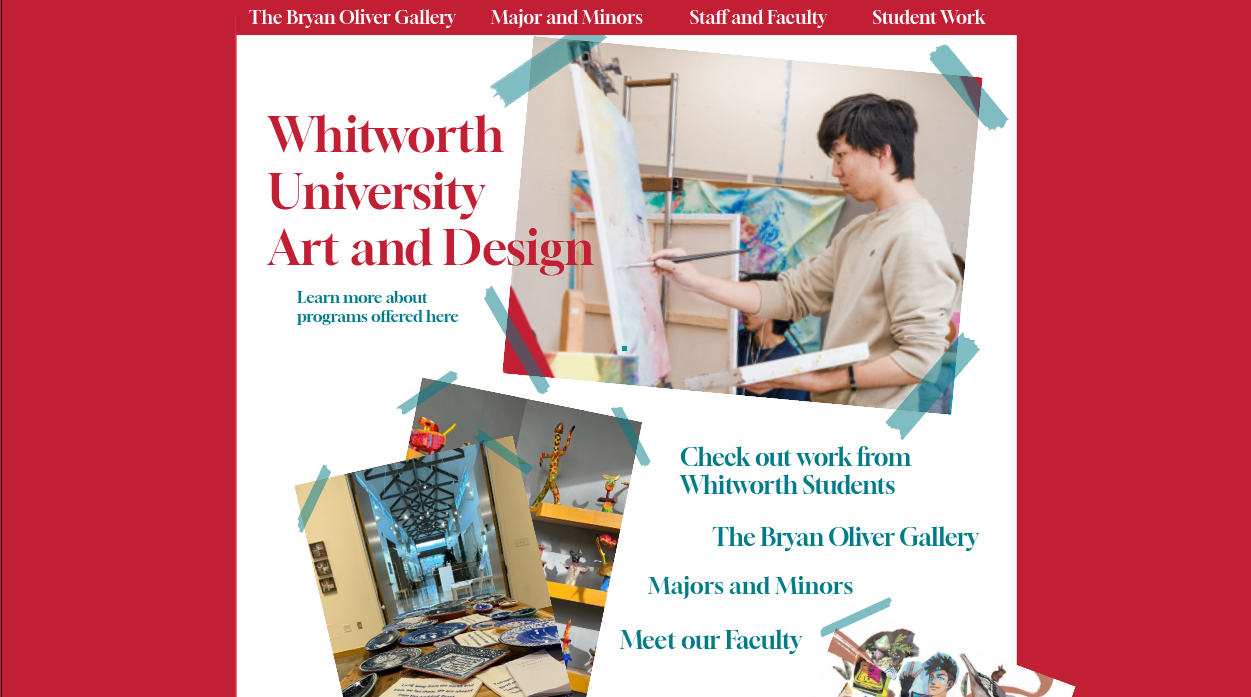 The Bryan Oliver Gallery
Major and Minors
Staff and Faculty
Student Work
Whitworth
University
Art and Design
Learn more about
programs offered here
Check out work from
Whitworth Students
The Bryan Oliver Gallery
Majors and Minors
Meet our Faculty